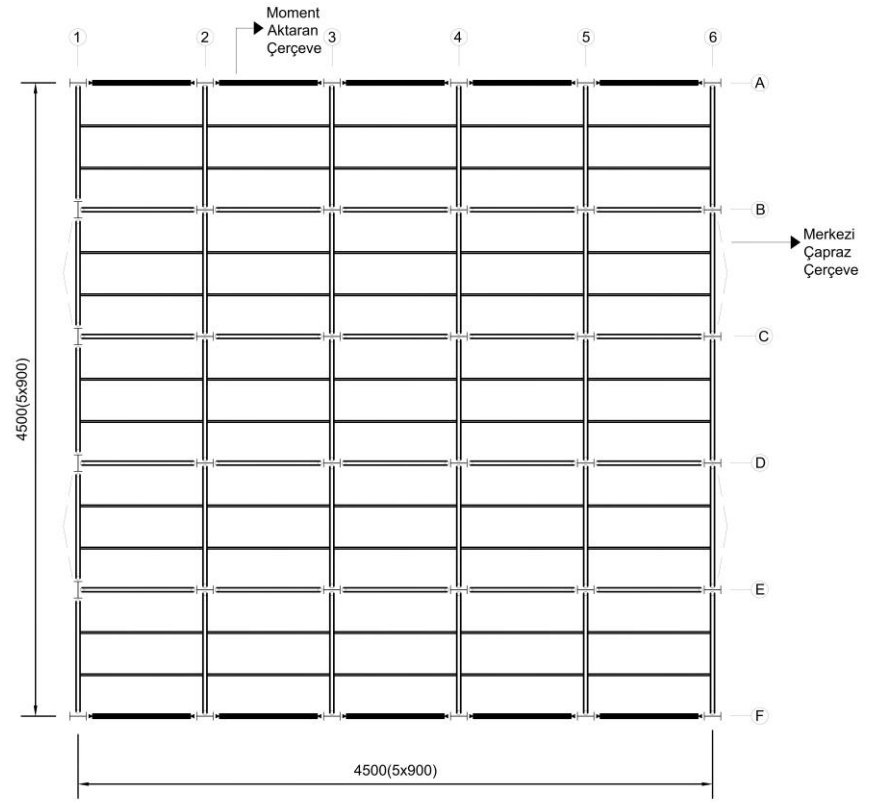 Moment
Aktaran
Çerçeve
1
2
3
4
5
6
A
B
Merkezi
Çapraz
Çerçeve
C
4500(5x900)
D
E
F
4500(5x900)